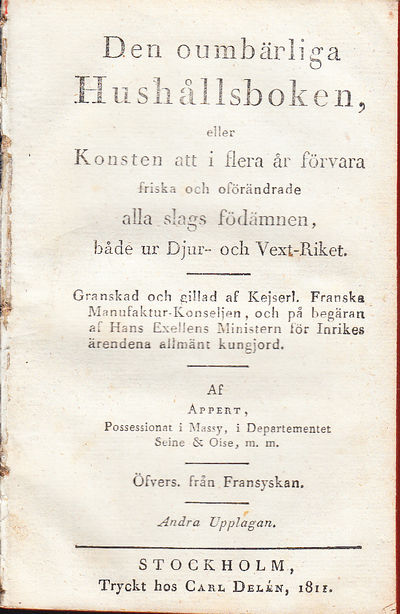 Den oumbärliga
Hushållsboken,
eller
Konsten att i flera år förvara
friska och oförändrade
alla slags födämnen,
både ur Djur- och Vext-Riket.
Granskad och gillad af Kejserl. Franska
Manufaktur-Konseljen, och på begäran
af Hans Exellens Ministern för Inrikes
ärendena allmänt kungjord.
Af
APPERT,
Possessionat i Massy, i Departementet
Seine & Oise, m. m.
Öfvers. från Fransyskan.
Andra Upplagan.
STOCKHOLM,
Tryckt hos CARL DELÉN, 1811.